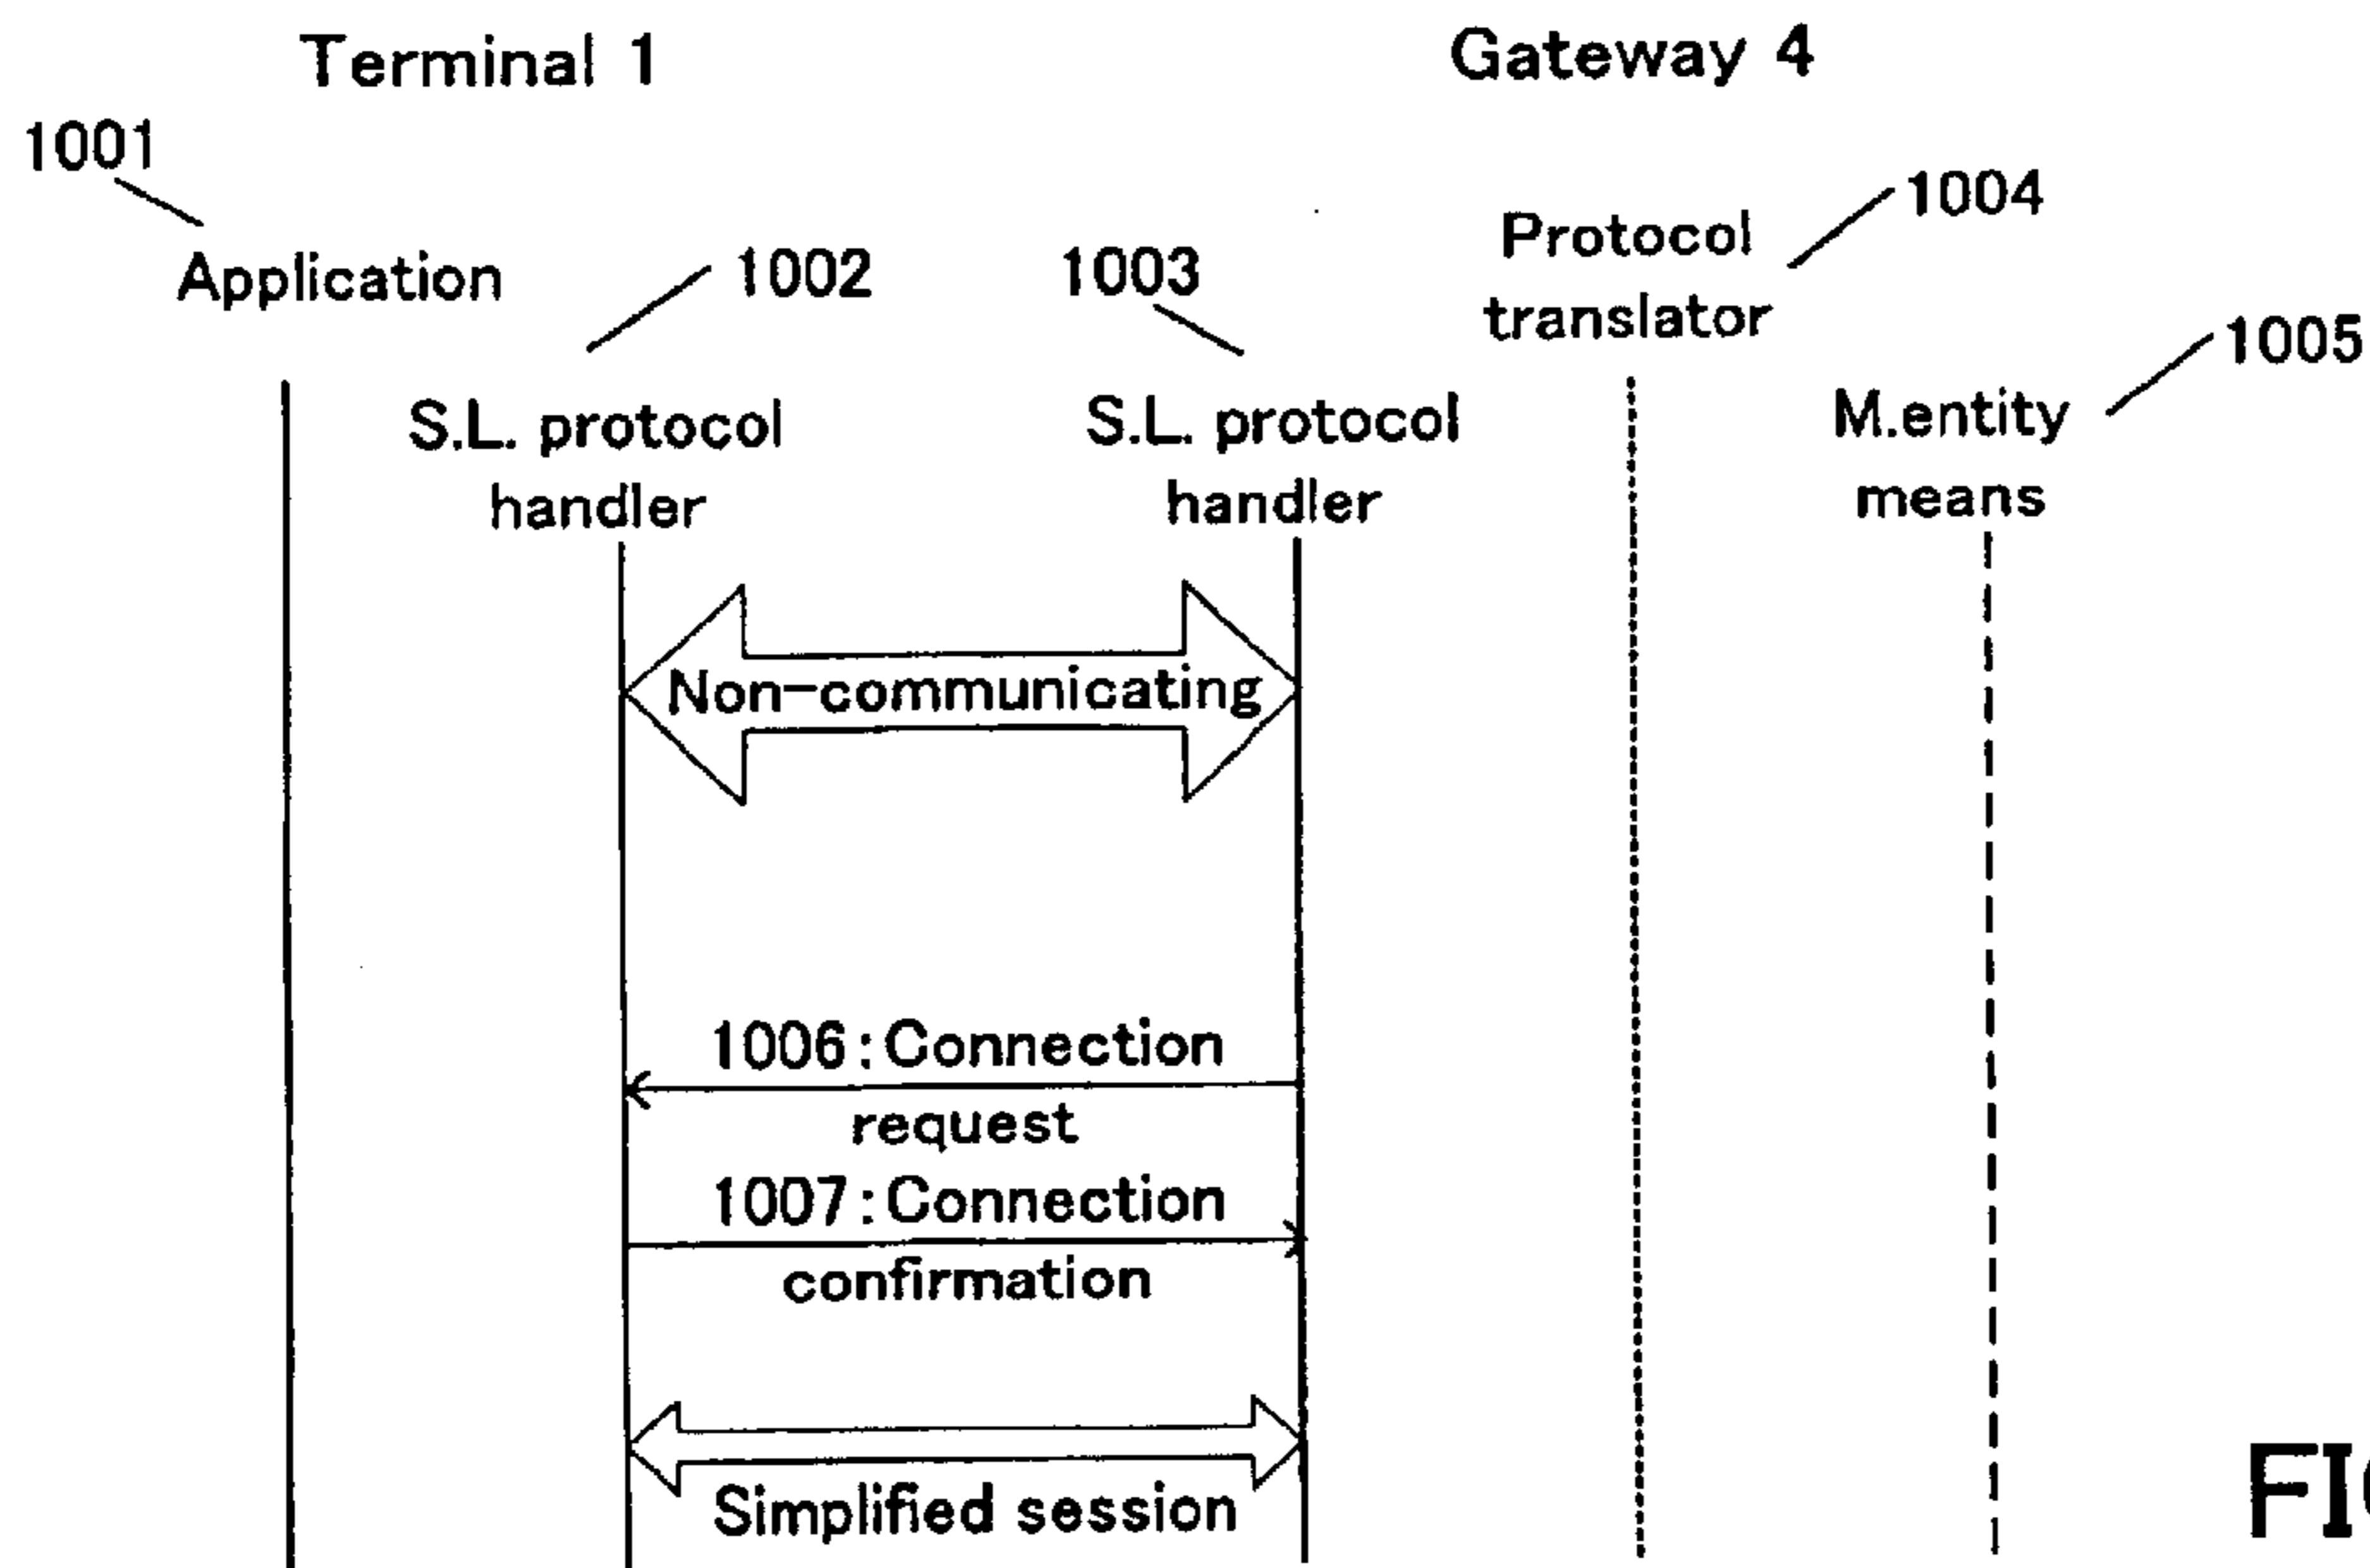 Terminal 1
Gateway 4
1001
Application
1002
S.L. protocol
handler
1003
S.L. protocol
handler
1004
Protocol
translator
1005
M.entity
means
Non-communicating
1006:Connection
request
1007:Connection
confirmation
Simplified session